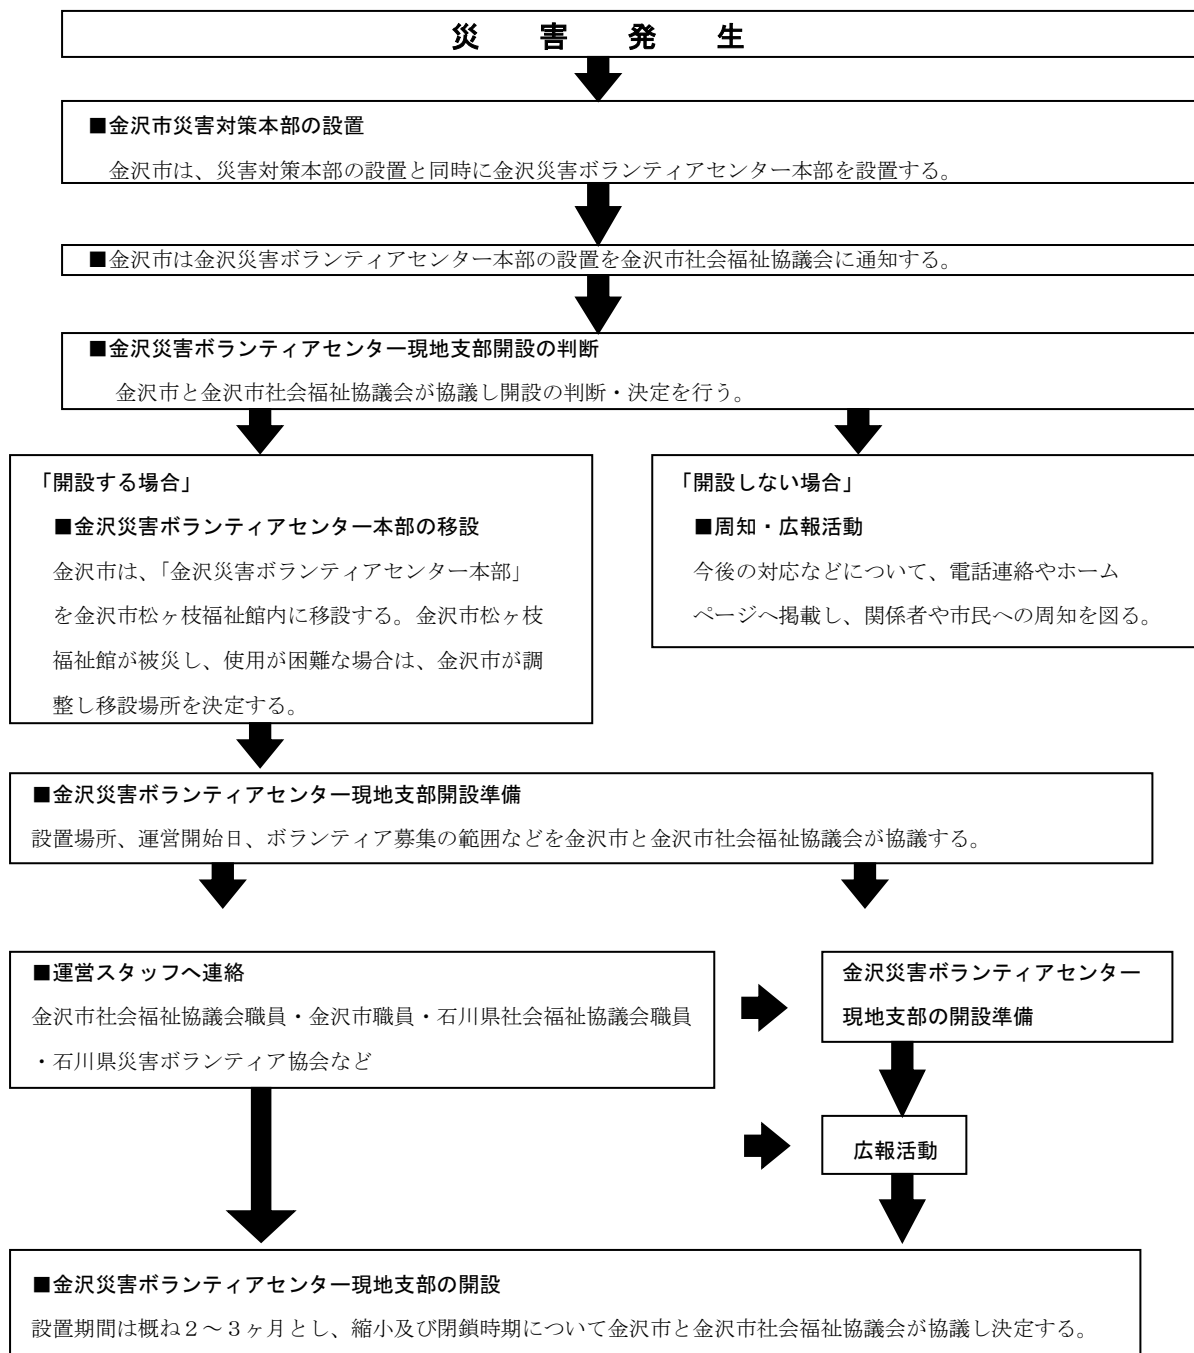 災　害　発　生
■金沢市災害対策本部の設置
金沢市は、災害対策本部の設置と同時に金沢災害ボランティアセンター本部を設置する。
■金沢市は金沢災害ボランティアセンター本部の設置を金沢市社会福祉協議会に通知する。
■金沢災害ボランティアセンター現地支部開設の判断
金沢市と金沢市社会福祉協議会が協議し開設の判断・決定を行う。
「開設する場合」
■金沢災害ボランティアセンター本部の移設
金沢市は、「金沢災害ボランティアセンター本部」
を金沢市松ヶ枝福祉館内に移設する。金沢市松ヶ枝
福祉館が被災し、使用が困難な場合は、金沢市が調
整し移設場所を決定する。
「開設しない場合」
■周知・広報活動
今後の対応などについて、電話連絡やホーム
ページへ掲載し、関係者や市民への周知を図る。
■金沢災害ボランティアセンター現地支部開設準備
設置場所、運営開始日、ボランティア募集の範囲などを金沢市と金沢市社会福祉協議会が協議する。
■運営スタッフへ連絡
金沢市社会福祉協議会職員・金沢市職員・石川県社会福祉協議会職員
・石川県災害ボランティア協会など
金沢災害ボランティアセンター
現地支部の開設準備
広報活動
■金沢災害ボランティアセンター現地支部の開設
設置期間は概ね２～３ヶ月とし、縮小及び閉鎖時期について金沢市と金沢市社会福祉協議会が協議し決定する。